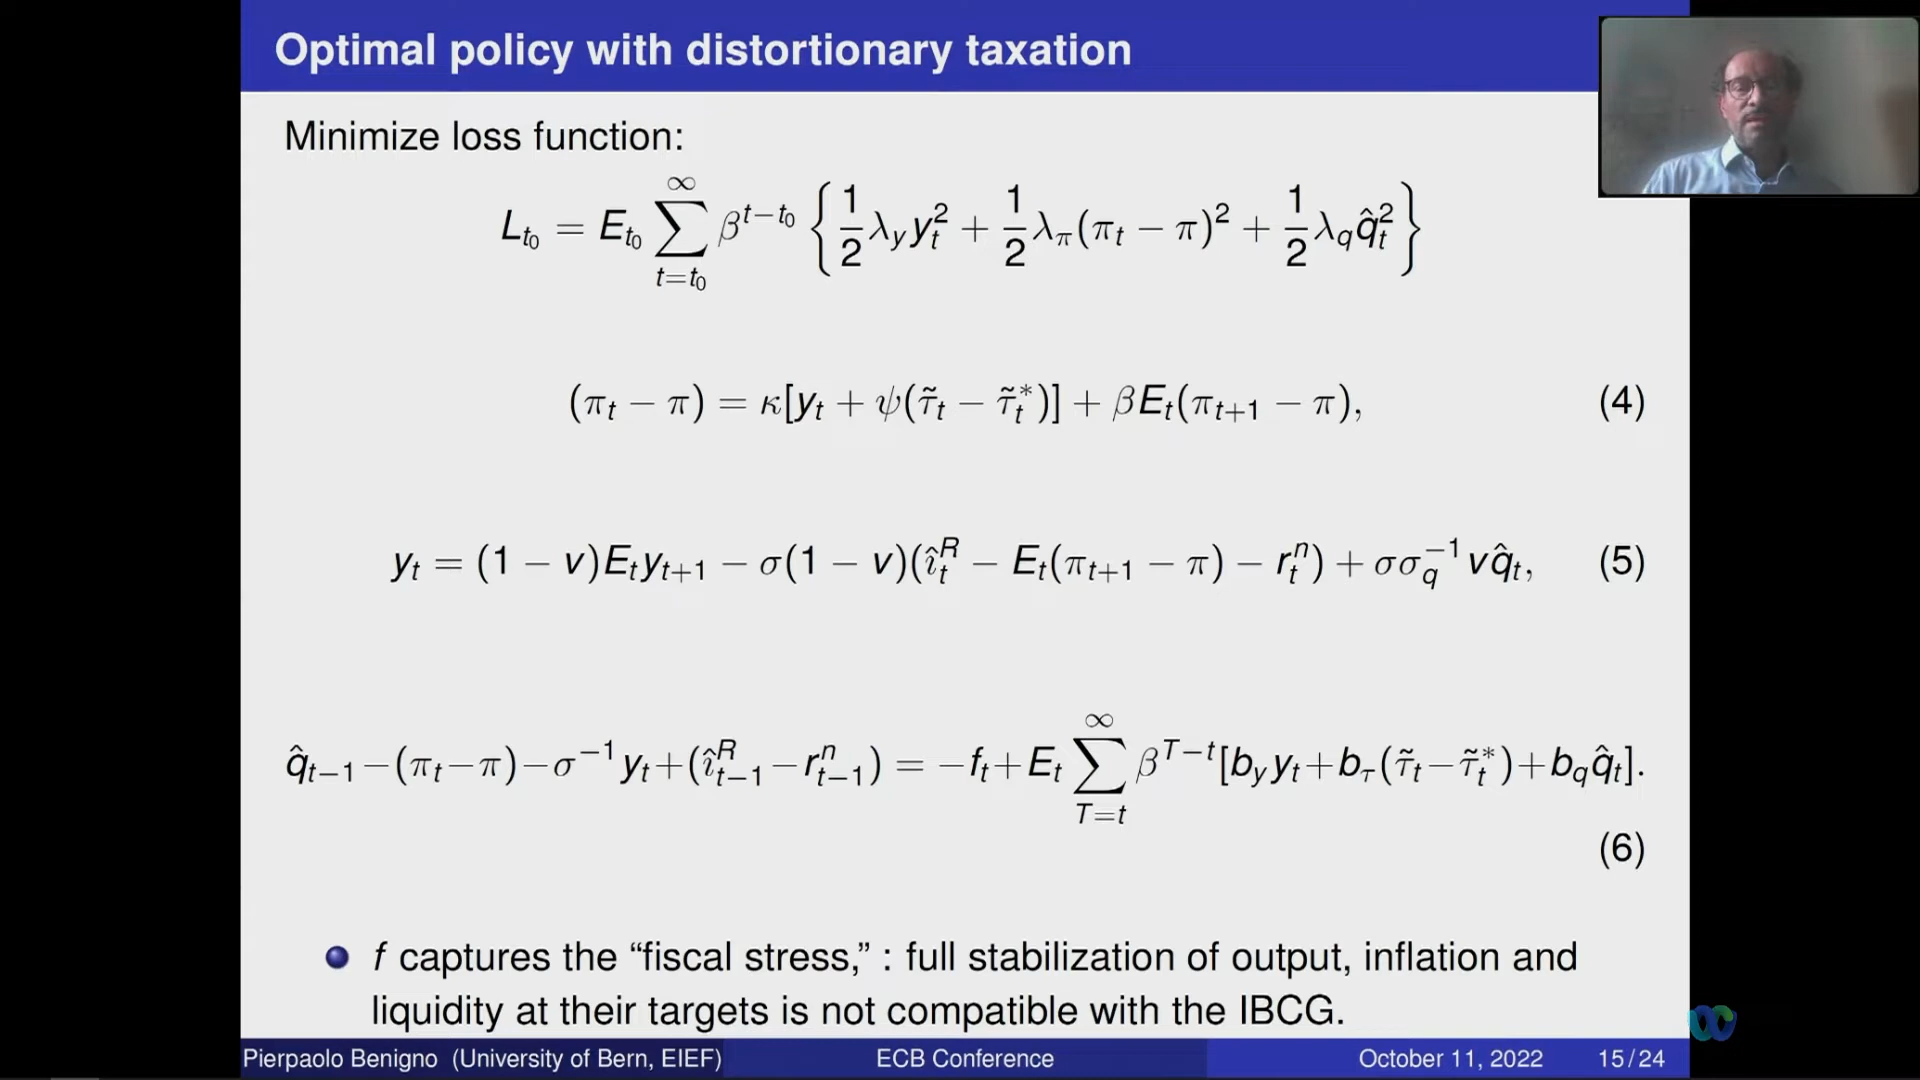 Optimal policy with distortionary taxation
Minimize loss function:
$L_{t_0} = E_{t_0} \sum_{t=t_0}^{\infty} \beta^{t-t_0} \left\{ \frac{1}{2}\lambda_y y_t^2 + \frac{1}{2}\lambda_\pi (\pi_t - \pi)^2 + \frac{1}{2}\lambda_q \hat{q}_t^2 \right\}$
$(\pi_t - \pi) = \kappa[y_t + \psi(\tilde{\tau}_t - \tilde{\tau}_t^*)] + \beta E_t(\pi_{t+1} - \pi),$ (4)
$y_t = (1 - v)E_t y_{t+1} - \sigma(1 - v)(\hat{\imath}_t^R - E_t(\pi_{t+1} - \pi) - r_t^n) + \sigma\sigma_q^{-1} v\hat{q}_t,$ (5)
$\hat{q}_{t-1} - (\pi_t - \pi) - \sigma^{-1} y_t + (\hat{\imath}_{t-1}^R - r_{t-1}^n) = -f_t + E_t \sum_{T=t}^{\infty} \beta^{T-t}[b_y y_t + b_\tau(\tilde{\tau}_t - \tilde{\tau}_t^*) + b_q \hat{q}_t].$
(6)
f captures the “fiscal stress,” : full stabilization of output, inflation and
liquidity at their targets is not compatible with the IBCG.
Pierpaolo Benigno (University of Bern, EIEF) ECB Conference October 11, 2022 15 / 24